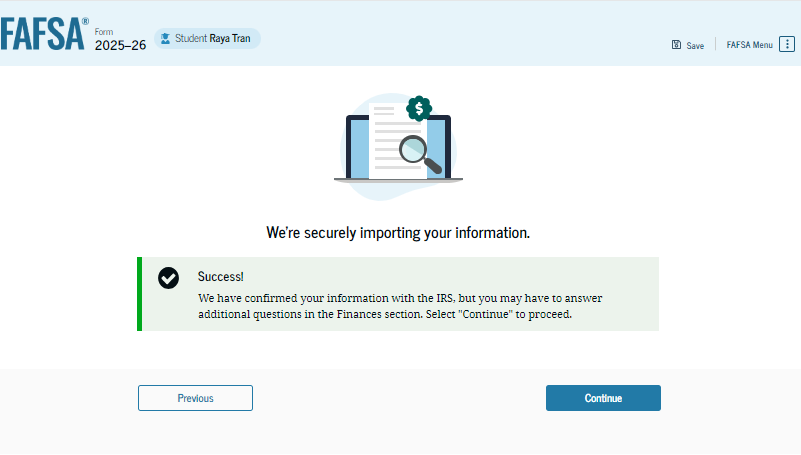 FAFSA®
Form
2025–26
Student Raya Tran
Save
FAFSA Menu
$
We're securely importing your information.
Success!
We have confirmed your information with the IRS, but you may have to answer
additional questions in the Finances section. Select "Continue" to proceed.
Previous
Continue